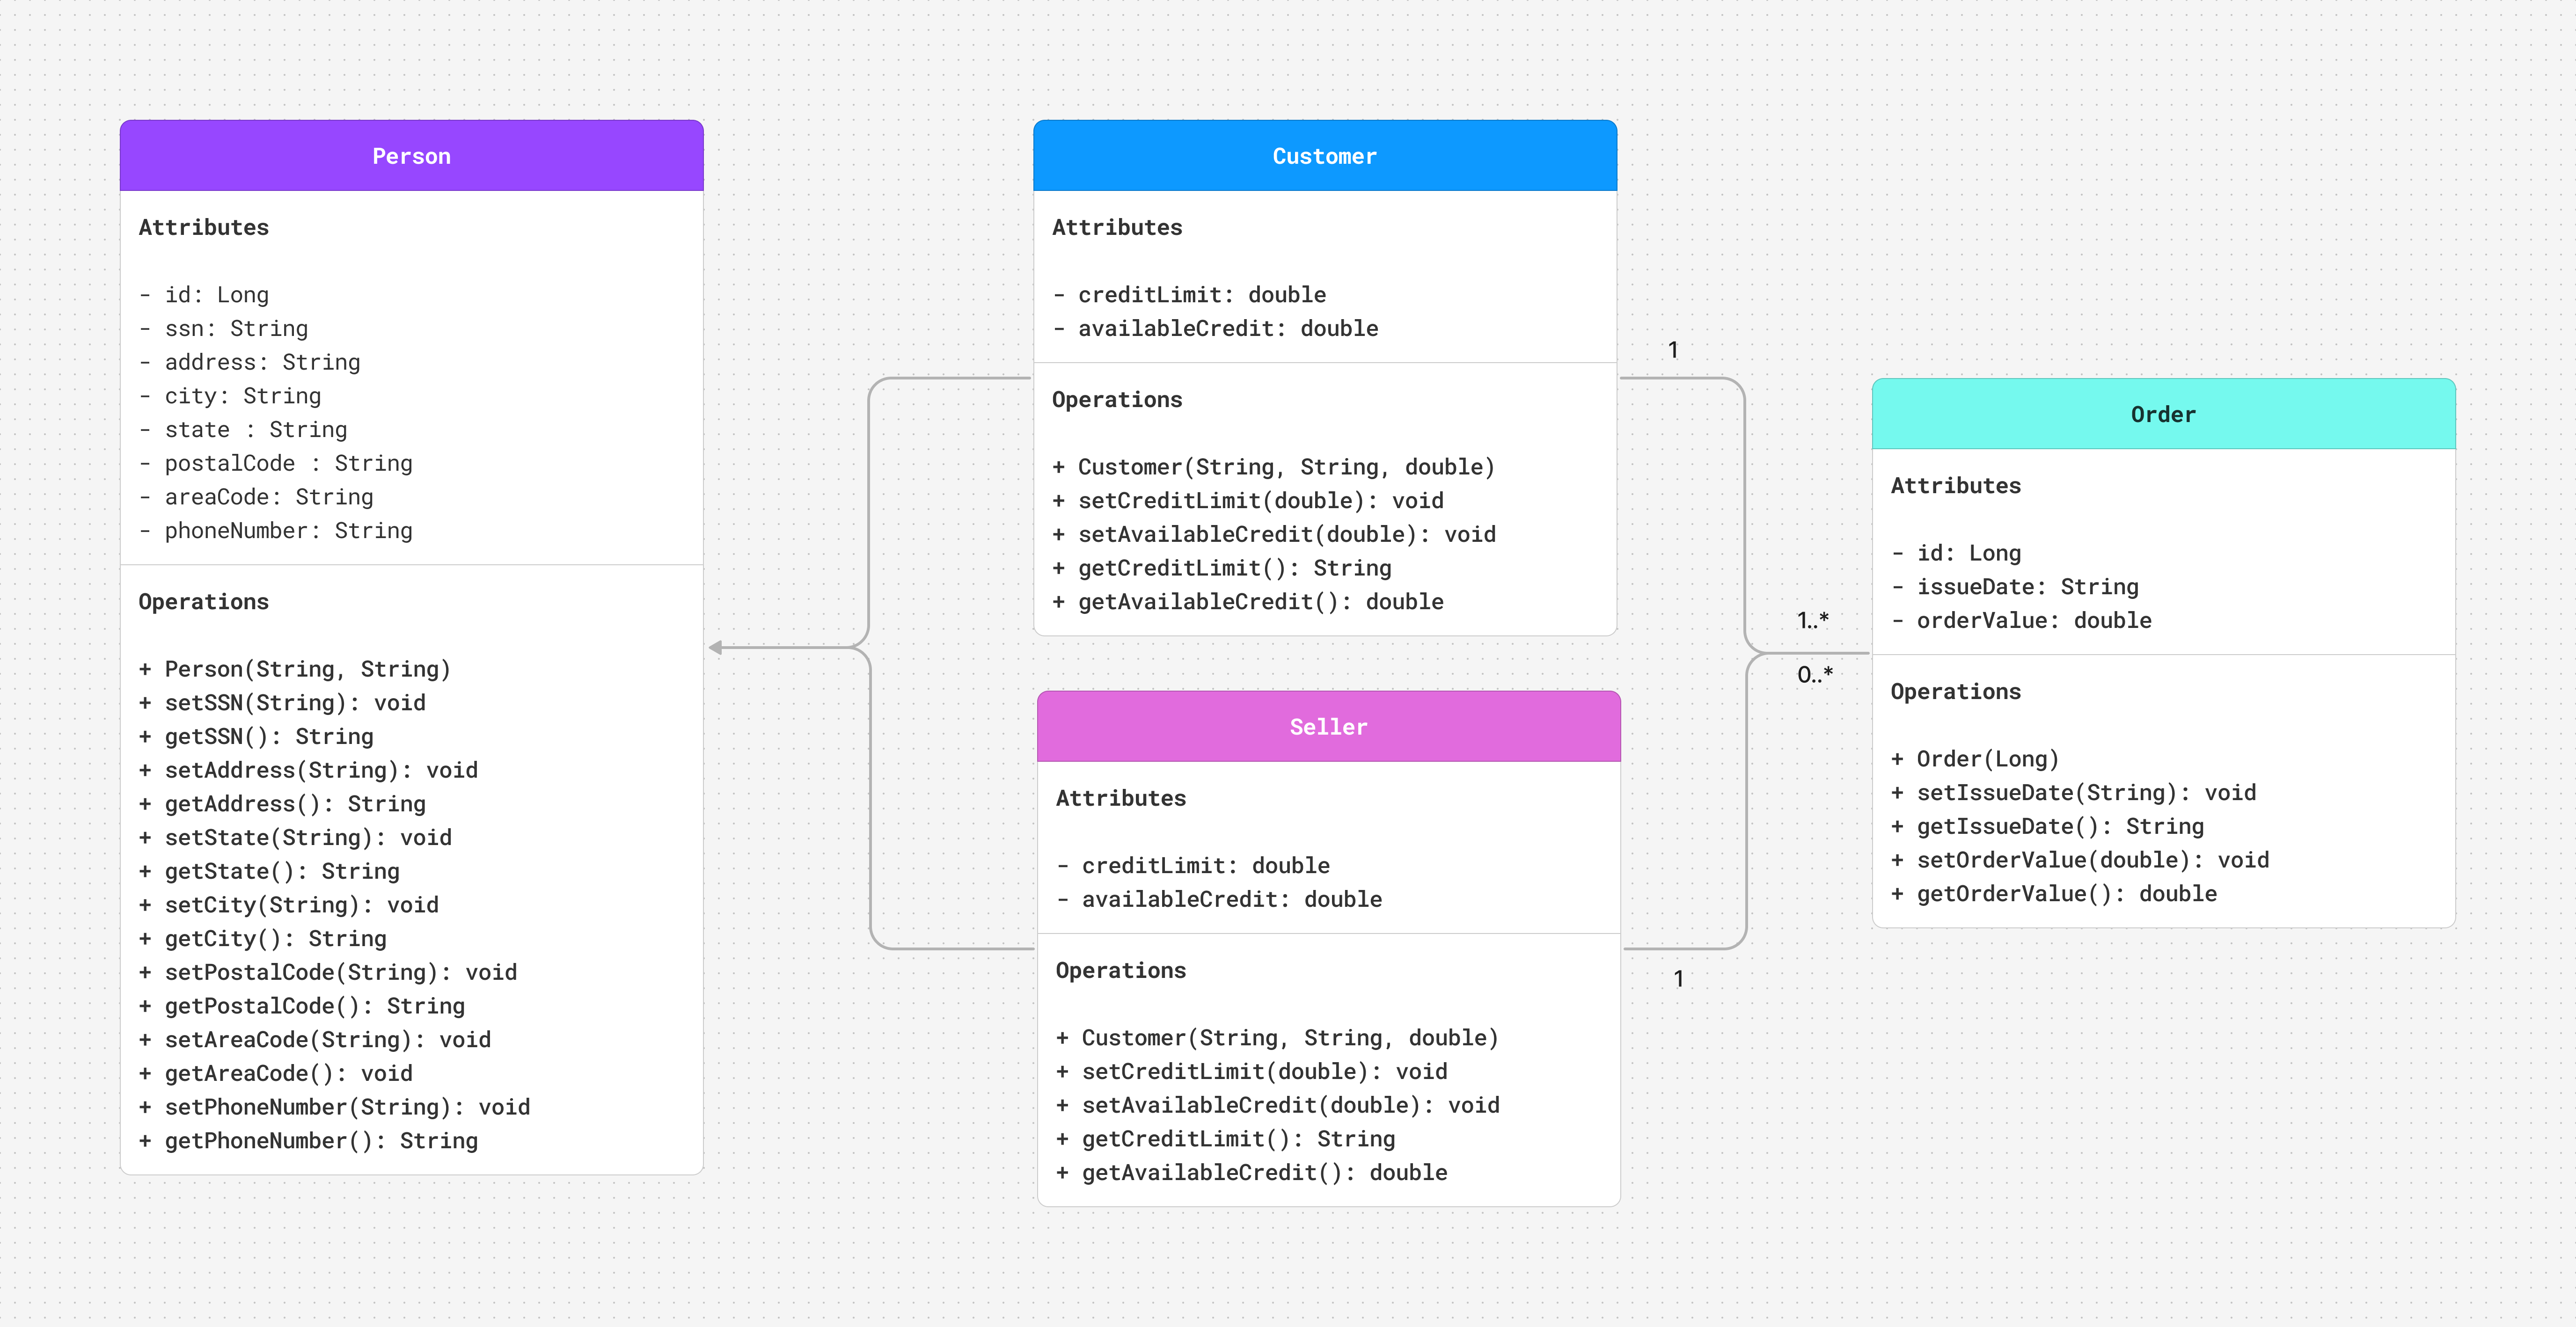 Person
Attributes
- id: Long
- ssn: String
- address: String
- city: String
- state : String
- postalCode : String
- areaCode: String
- phoneNumber: String
Operations
+ Person(String, String)
+ setSSN(String): void
+ getSSN(): String
+ setAddress(String): void
+ getAddress(): String
+ setState(String): void
+ getState(): String
+ setCity(String): void
+ getCity(): String
+ setPostalCode(String): void
+ getPostalCode(): String
+ setAreaCode(String): void
+ getAreaCode(): void
+ setPhoneNumber(String): void
+ getPhoneNumber(): String
Customer
Attributes
- creditLimit: double
- availableCredit: double
Operations
+ Customer(String, String, double)
+ setCreditLimit(double): void
+ setAvailableCredit(double): void
+ getCreditLimit(): String
+ getAvailableCredit(): double
Seller
Attributes
- creditLimit: double
- availableCredit: double
Operations
+ Customer(String, String, double)
+ setCreditLimit(double): void
+ setAvailableCredit(double): void
+ getCreditLimit(): String
+ getAvailableCredit(): double
1
1..*
0..*
1
Order
Attributes
- id: Long
- issueDate: String
- orderValue: double
Operations
+ Order(Long)
+ setIssueDate(String): void
+ getIssueDate(): String
+ setOrderValue(double): void
+ getOrderValue(): double